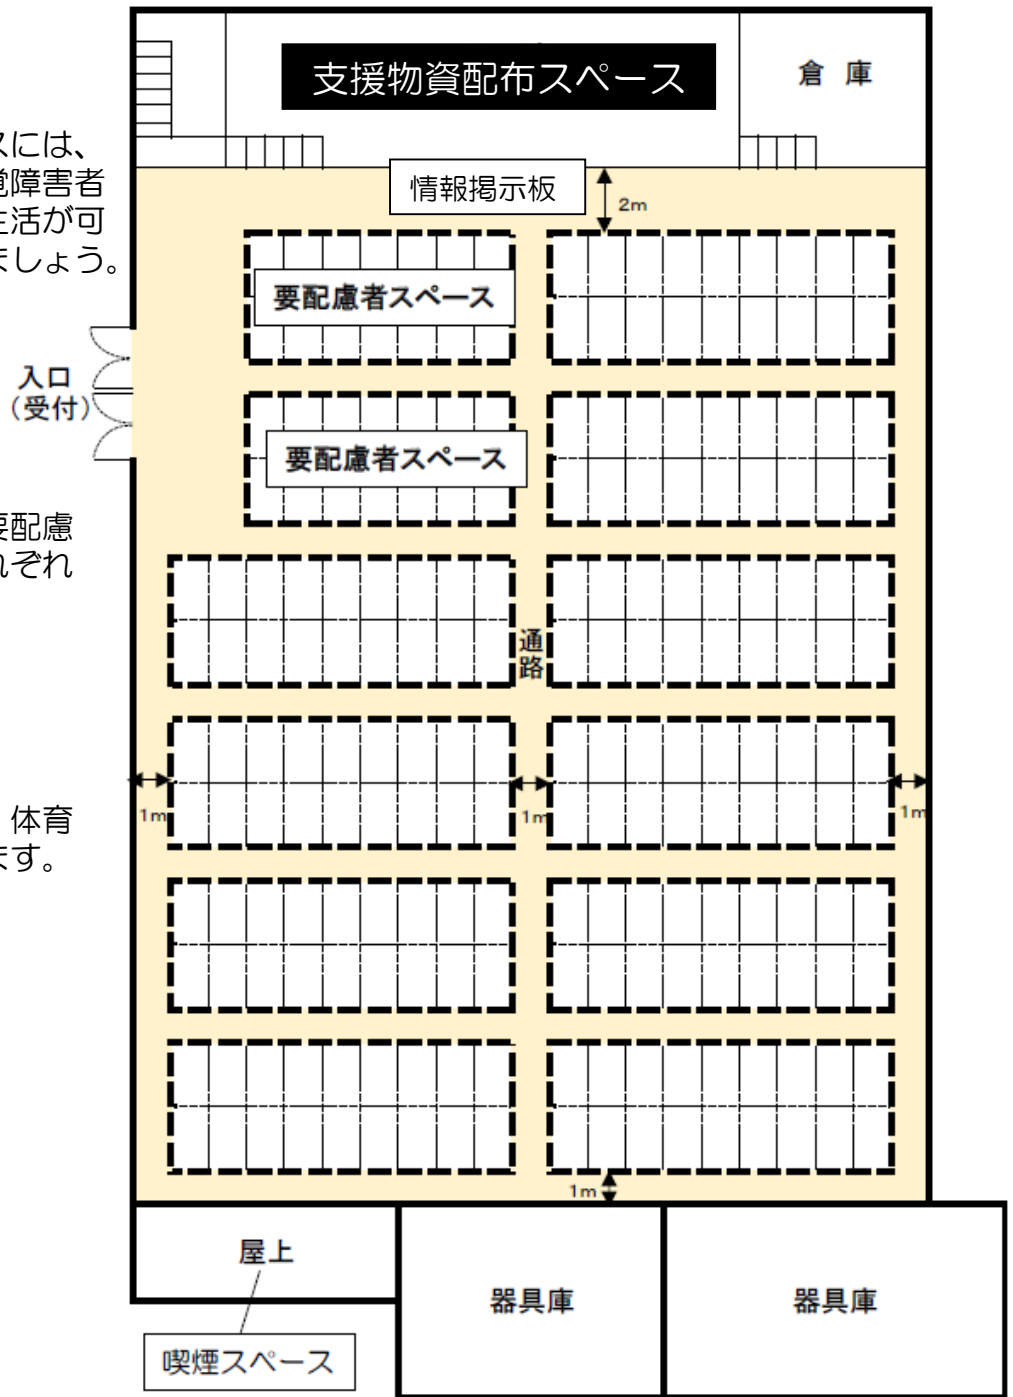 支援物資配布スペース
倉 庫
スには、
覚障害者
生活が可
ましょう。
情報掲示板
2m
要配慮者スペース
入口
(受付)
要配慮者スペース
要配慮
れぞれ
通
路
1m
1m
1m
体育
ます。
1m
屋上
器具庫
器具庫
喫煙スペース